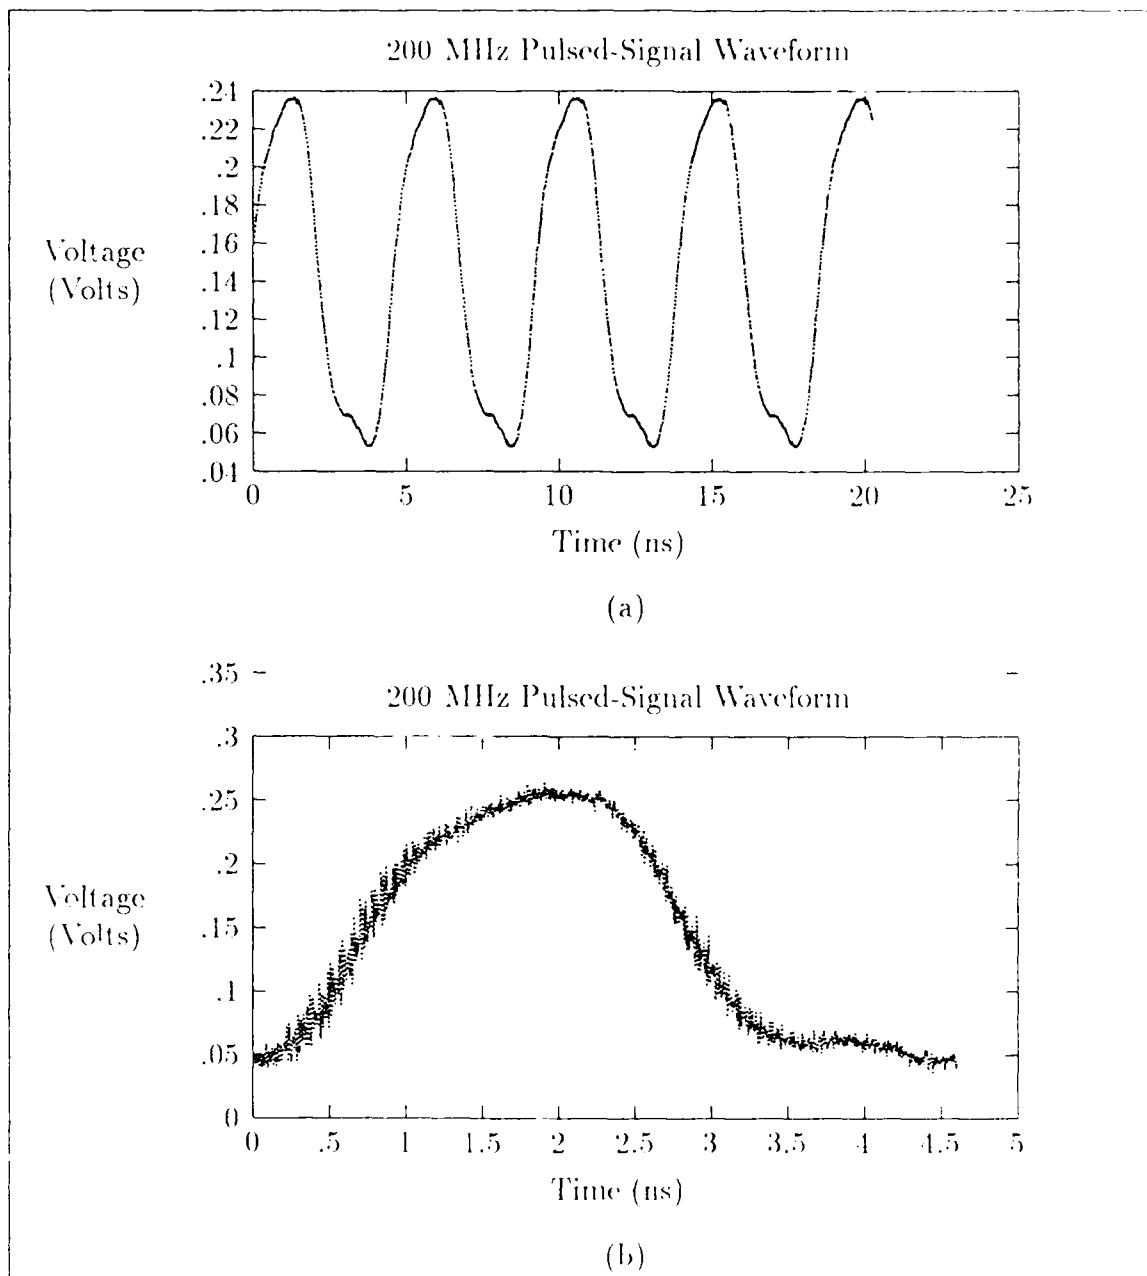 200 MHz Pulsed-Signal Waveform
.24
.22
.2
.18
.16
.14
.12
.1
.08
.06
.04
Voltage
(Volts)
0 5 10 15 20 25
Time (ns)
(a)
.35
200 MHz Pulsed-Signal Waveform
.3
.25
.2
.15
.1
.05
0
Voltage
(Volts)
0 .5 1 1.5 2 2.5 3 3.5 4 4.5 5
Time (ns)
(b)